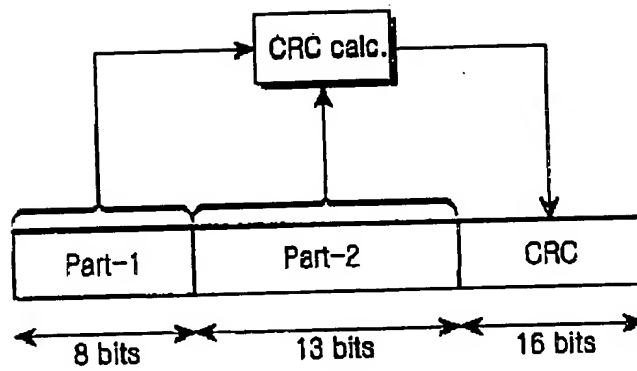 CRC calc.
Part-1
Part-2
CRC
8 bits
13 bits
16 bits